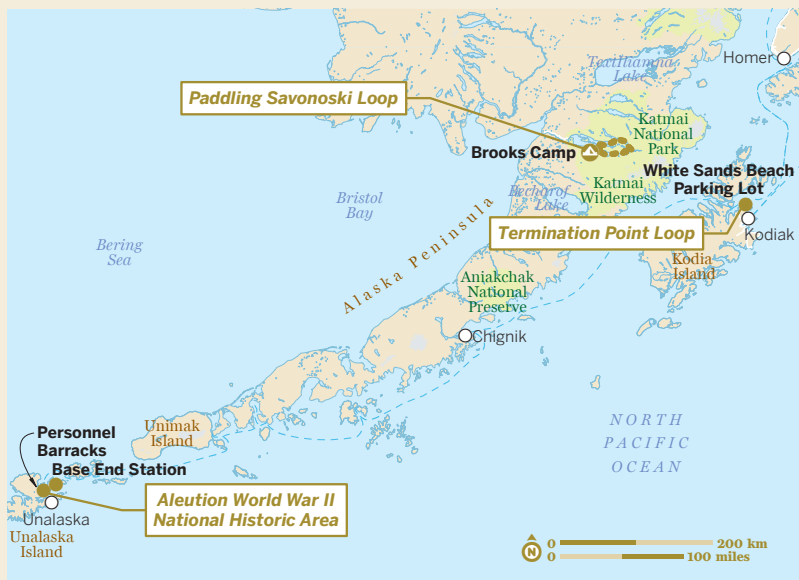 Homer
TextIliamna
Lake
Paddling Savonoski Loop
Katmai
National
Park
Brooks Camp
White Sands Beach
Parking Lot
Katmai
Wilderness
Becharof
Lake
Bristol
Bay
Termination Point Loop
Kodiak
Bering
Sea
Alaska Peninsula
Kodia
Island
Aniakchak
National
Preserve
Chignik
NORTH
PACIFIC
OCEAN
Unimak
Island
Personnel
Barracks
Base End Station
Aleution World War II
National Historic Area
Unalaska
Unalaska
Island
N
0 200 km
0 100 miles